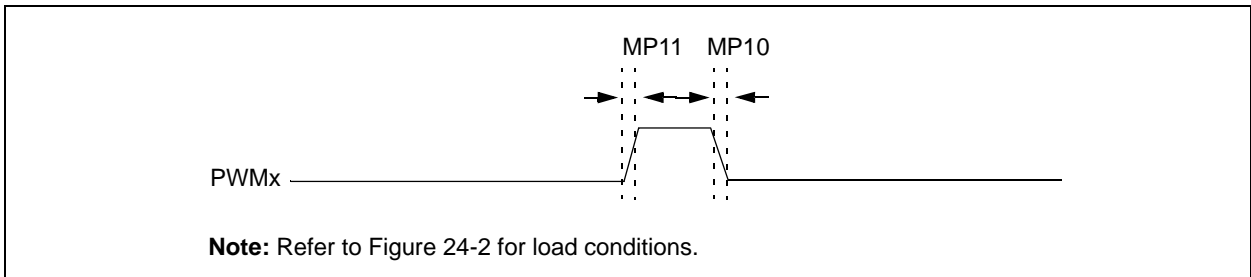 MP11 MP10
PWMx
Note: Refer to Figure 24-2 for load conditions.